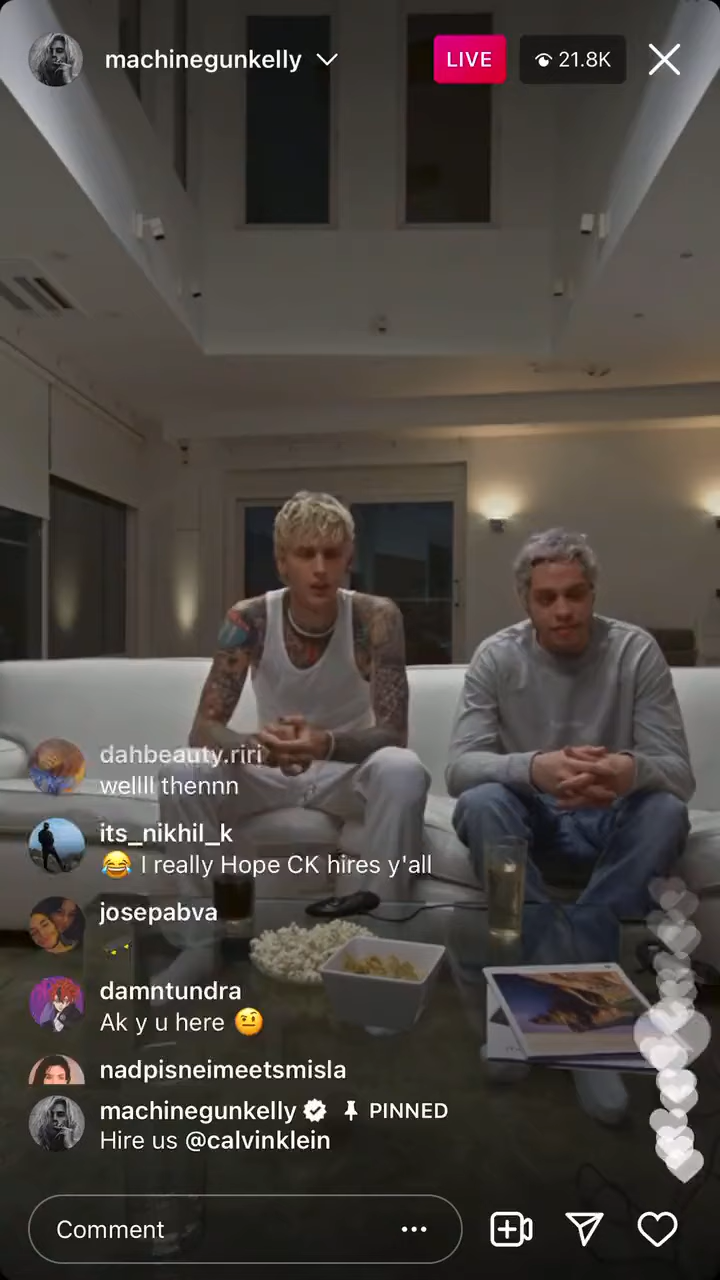 machinegunkelly
LIVE
21.8K
dahbeauty.riri
wellll thennn
its_nikhil_k
😂 I really Hope CK hires y'all
josepabva
damntundra
Ak y u here 🤨
nadpisneimeetsmisla
machinegunkelly PINNED
Hire us @calvinklein
Comment